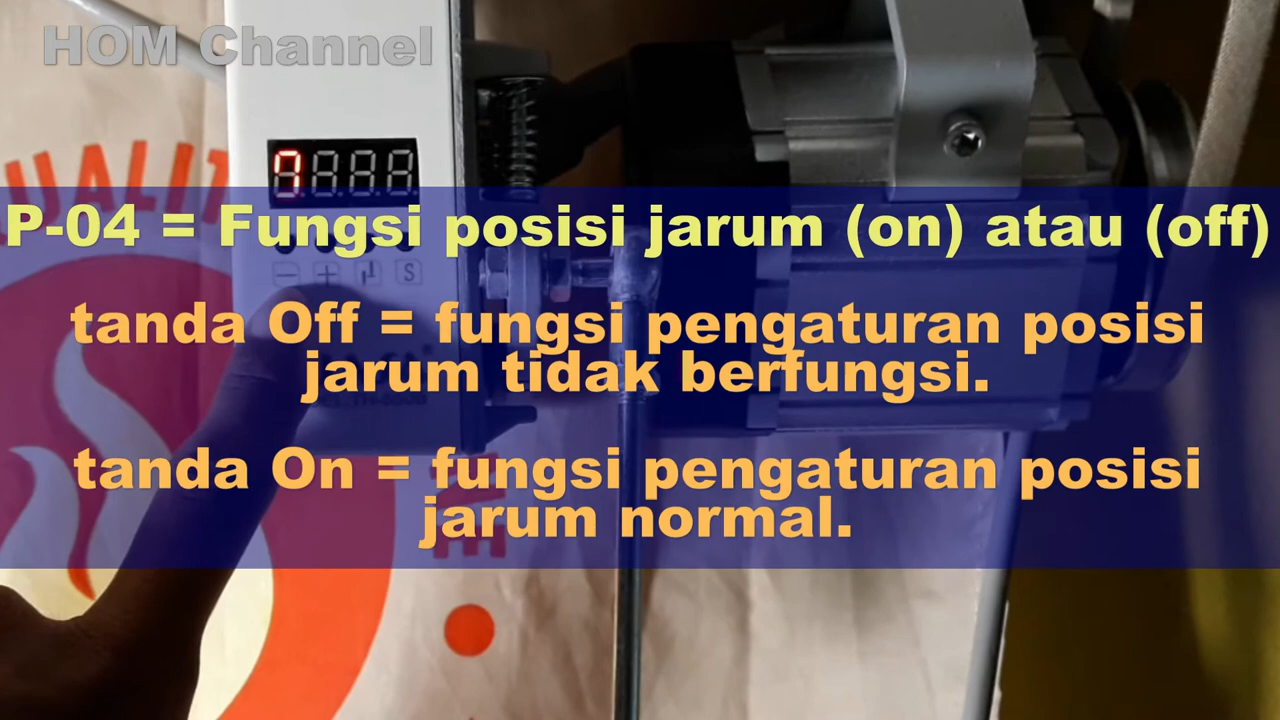 HOM Channel
UALIT
P-04 = Fungsi posisi jarum (on) atau (off)
- + S
tanda Off = fungsi pengaturan posisi
jarum tidak berfungsi.
tanda On = fungsi pengaturan posisi
jarum normal.